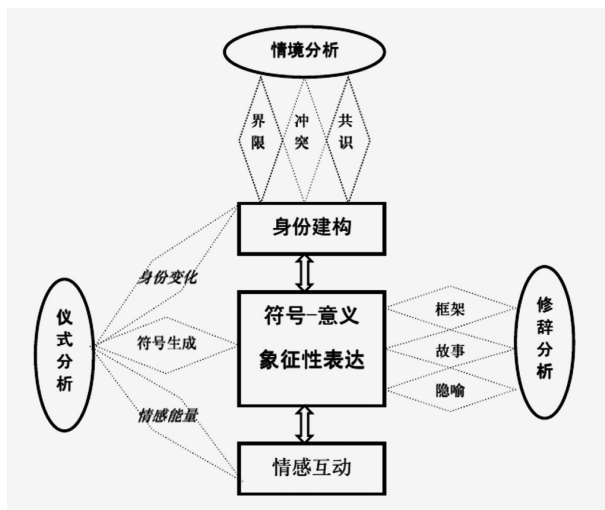 情境分析
界限
冲突
共识
身份建构
身份变化
仪式分析
符号生成
情感能量
符号-意义
象征性表达
框架
故事
隐喻
修辞分析
情感互动